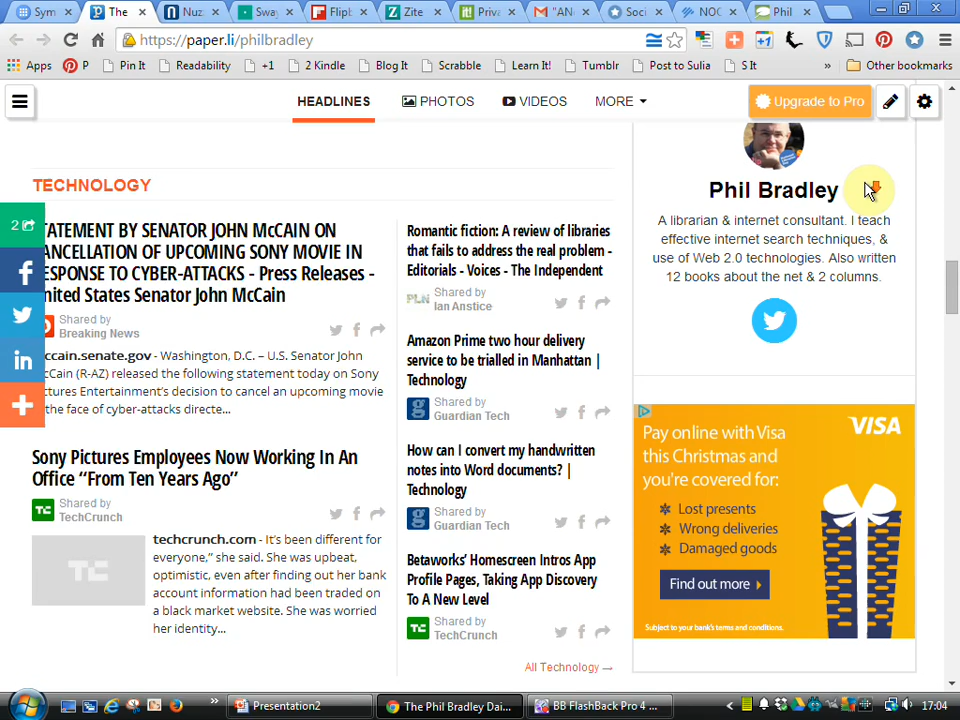 Sym
The
Nuz
Sway
Flip
Zite
Priva
"AN
Soci
NOC
Phil
https://paper.li/philbradley
Apps
P
Pin It
Readability
+1
2 Kindle
Blog It
Scrabble
Learn It!
Tumblr
Post to Sulia
S It
»
Other bookmarks
HEADLINES
PHOTOS
VIDEOS
MORE
Upgrade to Pro
TECHNOLOGY
2
TATEMENT BY SENATOR JOHN McCAIN ON
ANCELLATION OF UPCOMING SONY MOVIE IN
ESPONSE TO CYBER-ATTACKS - Press Releases -
nited States Senator John McCain
Shared by
Breaking News
ccain.senate.gov - Washington, D.C. – U.S. Senator John
cCain (R-AZ) released the following statement today on Sony
ctures Entertainment's decision to cancel an upcoming movie
the face of cyber-attacks directe...
Sony Pictures Employees Now Working In An
Office “From Ten Years Ago”
Shared by
TechCrunch
TC
techcrunch.com - It's been different for
everyone,” she said. She was upbeat,
optimistic, even after finding out her bank
account information had been traded on
a black market website. She was worried
her identity...
Romantic fiction: A review of libraries
that fails to address the real problem -
Editorials - Voices - The Independent
PLN
Shared by
Ian Anstice
Amazon Prime two hour delivery
service to be trialled in Manhattan |
Technology
Shared by
Guardian Tech
How can I convert my handwritten
notes into Word documents? |
Technology
Shared by
Guardian Tech
Betaworks’ Homescreen Intros App
Profile Pages, Taking App Discovery
To A New Level
Shared by
TechCrunch
All Technology →
Phil Bradley
A librarian & internet consultant. I teach
effective internet search techniques, &
use of Web 2.0 technologies. Also written
12 books about the net & 2 columns.
Pay online with Visa
this Christmas and
you're covered for:
VISA
Lost presents
Wrong deliveries
Damaged goods
Find out more
Subject to your bank's terms and conditions.
Presentation2
The Phil Bradley Dai...
BB FlashBack Pro 4 ...
17:04